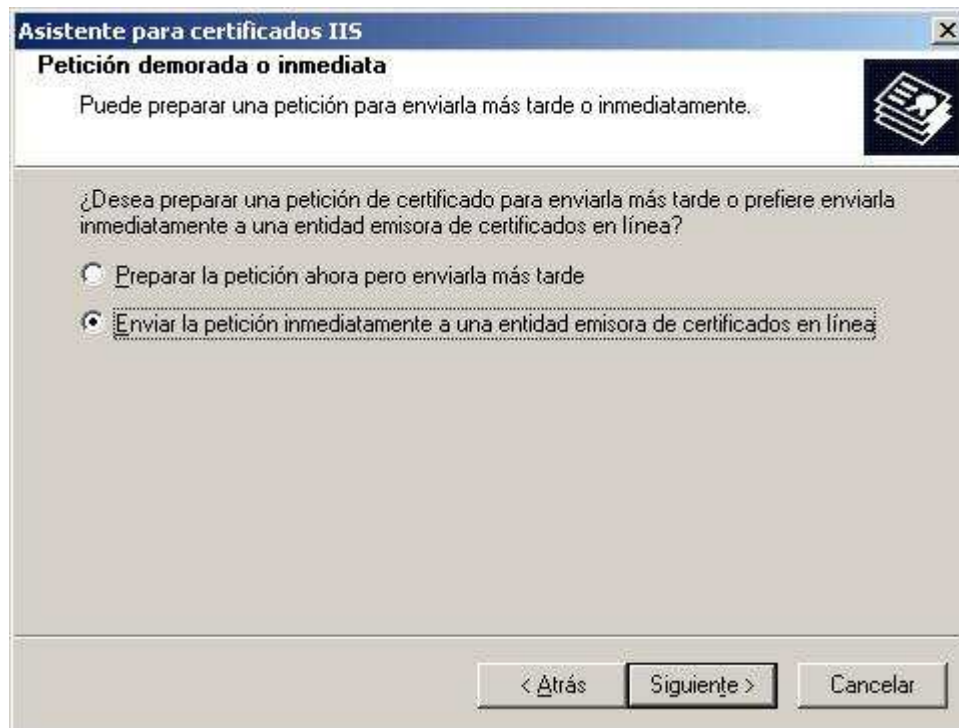 Asistente para certificados IIS
Petición demorada o inmediata
Puede preparar una petición para enviarla más tarde o inmediatamente.
¿Desea preparar una petición de certificado para enviarla más tarde o prefiere enviarla
inmediatamente a una entidad emisora de certificados en línea?
Preparar la petición ahora pero enviarla más tarde
Enviar la petición inmediatamente a una entidad emisora de certificados en línea
< Atrás Siguiente > Cancelar